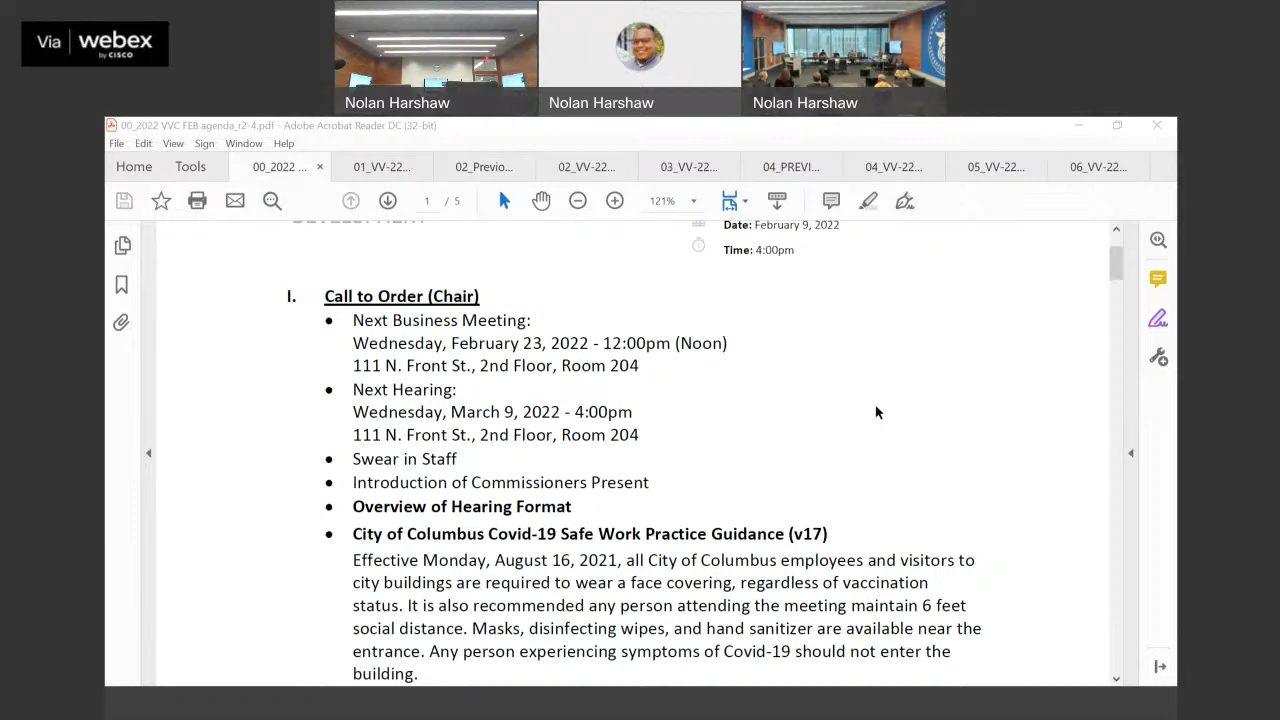 Via webex
by CISCO
Nolan Harshaw
Nolan Harshaw
Nolan Harshaw
00_2022 VVC FEB agenda_r2-4.pdf - Adobe Acrobat Reader DC (32-bit)
File Edit View Sign Window Help
Home Tools 00_2022 ... × 01_VV-22... 02_Previo... 02_VV-22... 03_VV-22... 04_PREVI... 04_VV-22... 05_VV-22... 06_VV-22...
1 / 5 121%
DEVELOPMENT
Date: February 9, 2022
Time: 4:00pm
I. Call to Order (Chair)
• Next Business Meeting:
Wednesday, February 23, 2022 - 12:00pm (Noon)
111 N. Front St., 2nd Floor, Room 204
• Next Hearing:
Wednesday, March 9, 2022 - 4:00pm
111 N. Front St., 2nd Floor, Room 204
• Swear in Staff
• Introduction of Commissioners Present
• Overview of Hearing Format
• City of Columbus Covid-19 Safe Work Practice Guidance (v17)
Effective Monday, August 16, 2021, all City of Columbus employees and visitors to
city buildings are required to wear a face covering, regardless of vaccination
status. It is also recommended any person attending the meeting maintain 6 feet
social distance. Masks, disinfecting wipes, and hand sanitizer are available near the
entrance. Any person experiencing symptoms of Covid-19 should not enter the
building.